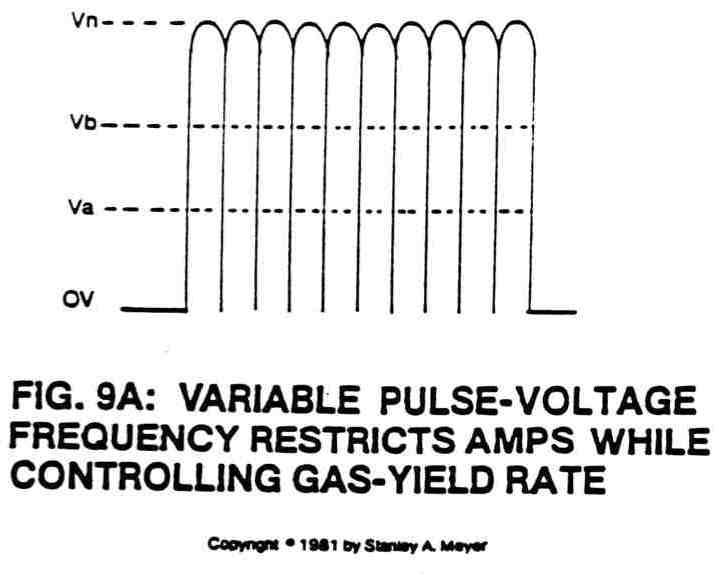 Vn
Vb
Va
OV
FIG. 9A: VARIABLE PULSE-VOLTAGE
FREQUENCY RESTRICTS AMPS WHILE
CONTROLLING GAS-YIELD RATE
Copyright © 1981 by Stanley A. Meyer